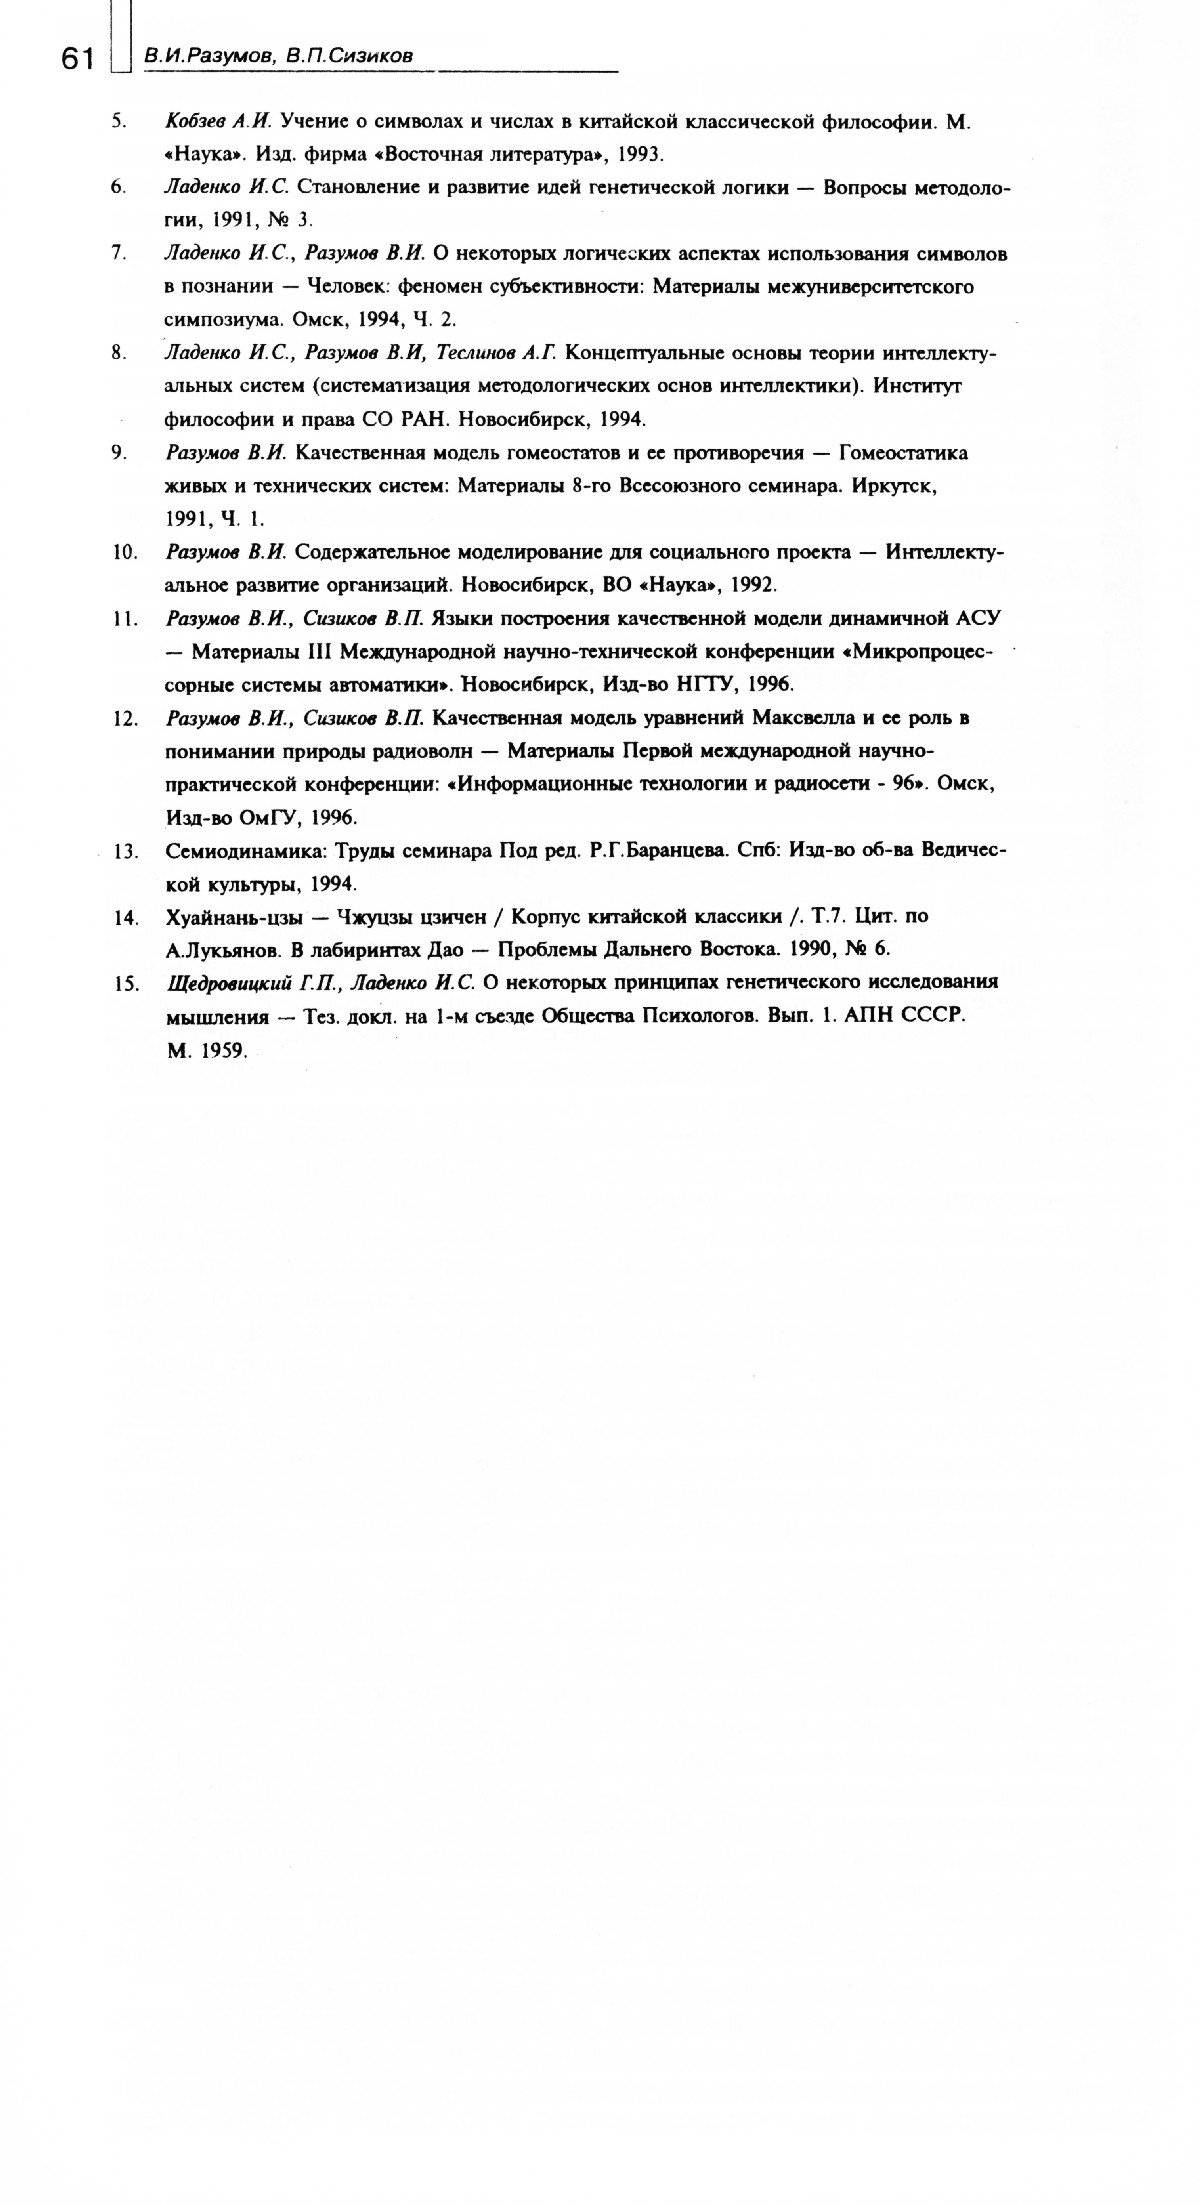 61 В.И.Разумов, В.П.Сизиков
5. Кобзев А.И. Учение о символах и числах в китайской классической философии. М.
«Наука». Изд. фирма «Восточная литература», 1993.
6. Ладенко И.С. Становление и развитие идей генетической логики — Вопросы методоло-
гии, 1991, № 3.
7. Ладенко И.С., Разумов В.И. О некоторых логических аспектах использования символов
в познании — Человек: феномен субъективности: Материалы межуниверситетского
симпозиума. Омск, 1994, Ч. 2.
8. Ладенко И.С., Разумов В.И, Теслинов А.Г. Концептуальные основы теории интеллекту-
альных систем (систематизация методологических основ интеллектики). Институт
философии и права СО РАН. Новосибирск, 1994.
9. Разумов В.И. Качественная модель гомеостатов и ее противоречия — Гомеостатика
живых и технических систем: Материалы 8-го Всесоюзного семинара. Иркутск,
1991, Ч. 1.
10. Разумов В.И. Содержательное моделирование для социального проекта — Интеллекту-
альное развитие организаций. Новосибирск, ВО «Наука», 1992.
11. Разумов В.И., Сизиков В.П. Языки построения качественной модели динамичной АСУ
— Материалы III Международной научно-технической конференции «Микропроцес-
сорные системы автоматики». Новосибирск, Изд-во НГТУ, 1996.
12. Разумов В.И., Сизиков В.П. Качественная модель уравнений Максвелла и ее роль в
понимании природы радиоволн — Материалы Первой международной научно-
практической конференции: «Информационные технологии и радиосети - 96». Омск,
Изд-во ОмГУ, 1996.
13. Семиодинамика: Труды семинара Под ред. Р.Г.Баранцева. Спб: Изд-во об-ва Ведичес-
кой культуры, 1994.
14. Хуайнань-цзы — Чжуцзы цзичен / Корпус китайской классики /. Т.7. Цит. по
А.Лукьянов. В лабиринтах Дао — Проблемы Дальнего Востока. 1990, № 6.
15. Щедровицкий Г.П., Ладенко И.С. О некоторых принципах генетического исследования
мышления — Тез. докл. на 1-м съезде Общества Психологов. Вып. 1. АПН СССР.
М. 1959.